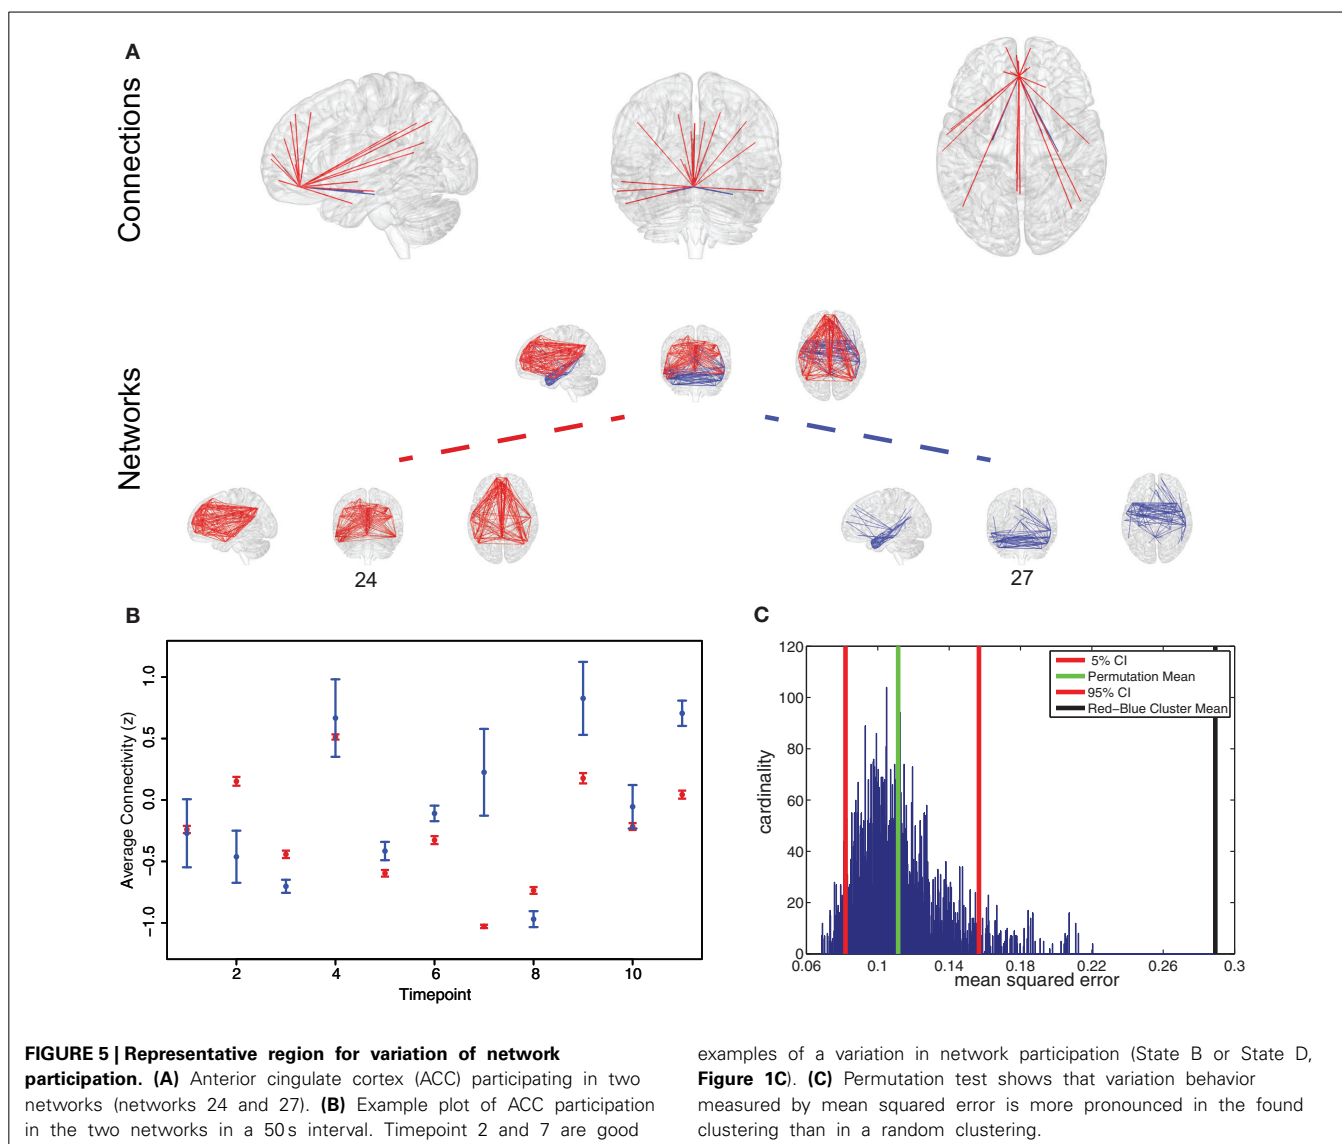 A
Connections
Networks
24
27
B
Average Connectivity (z)
1.0
0.5
0.0
−0.5
−1.0
2
4
6
8
10
Timepoint
C
cardinality
120
100
80
60
40
20
0
0.06
0.1
0.14
0.18
0.22
0.26
0.3
mean squared error
5% CI
Permutation Mean
95% CI
Red−Blue Cluster Mean
FIGURE 5 | Representative region for variation of network
participation. (A) Anterior cingulate cortex (ACC) participating in two
networks (networks 24 and 27). (B) Example plot of ACC participation
in the two networks in a 50 s interval. Timepoint 2 and 7 are good
examples of a variation in network participation (State B or State D,
Figure 1C). (C) Permutation test shows that variation behavior
measured by mean squared error is more pronounced in the found
clustering than in a random clustering.